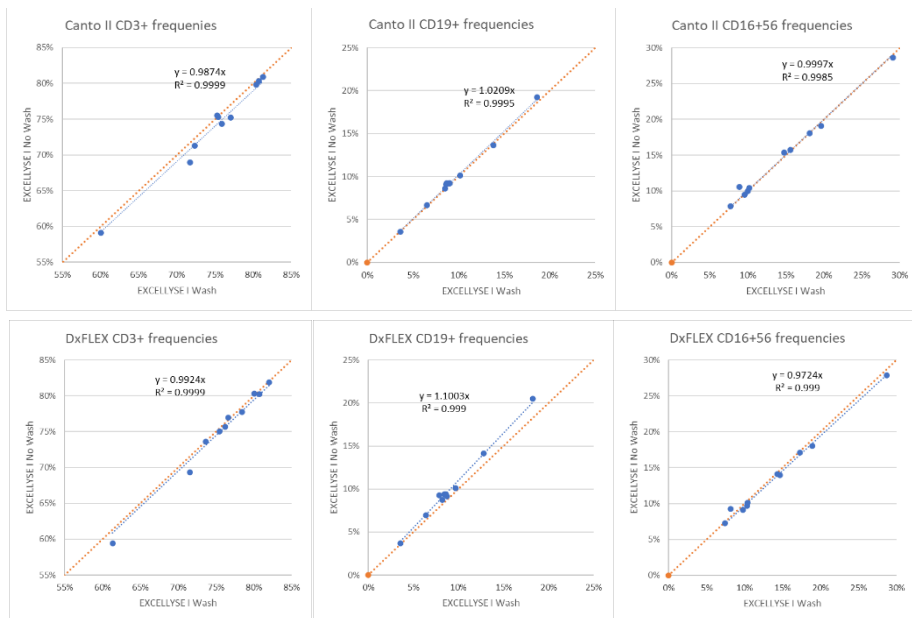 Canto II CD3+ frequenies
85%
80%
75%
70%
65%
60%
55%
55%
60%
65%
70%
75%
80%
85%
y = 0.9874x
R² = 0.9999
EXCELLYSE I No Wash
EXCELLYSE I Wash
Canto II CD19+ frequencies
25%
20%
15%
10%
5%
0%
0%
5%
10%
15%
20%
25%
y = 1.0209x
R² = 0.9995
EXCELLYSE I No Wash
EXCELLYSE I Wash
Canto II CD16+56 frequencies
30%
25%
20%
15%
10%
5%
0%
0%
5%
10%
15%
20%
25%
30%
y = 0.9997x
R² = 0.9985
EXCELLYSE I No Wash
EXCELLYSE I Wash
DxFLEX CD3+ frequencies
85%
80%
75%
70%
65%
60%
55%
55%
60%
65%
70%
75%
80%
85%
y = 0.9924x
R² = 0.9999
EXCELLYSE I No Wash
EXCELLYSE I Wash
DxFLEX CD19+ frequencies
25%
20%
15%
10%
5%
0%
0%
5%
10%
15%
20%
25%
y = 1.1003x
R² = 0.999
EXCELLYSE I No Wash
EXCELLYSE I Wash
DxFLEX CD16+56 frequencies
30%
25%
20%
15%
10%
5%
0%
0%
5%
10%
15%
20%
25%
30%
y = 0.9724x
R² = 0.999
EXCELLYSE I No Wash
EXCELLYSE I Wash